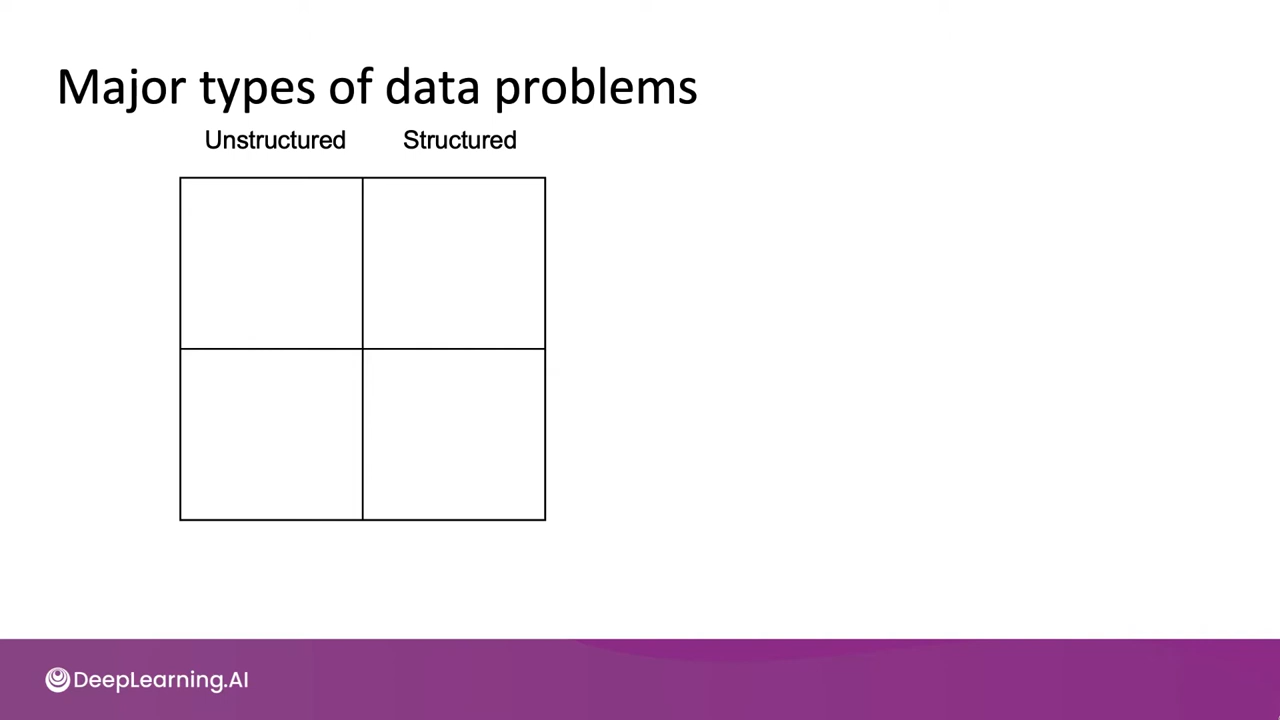 Major types of data problems
Unstructured Structured
DeepLearning.AI